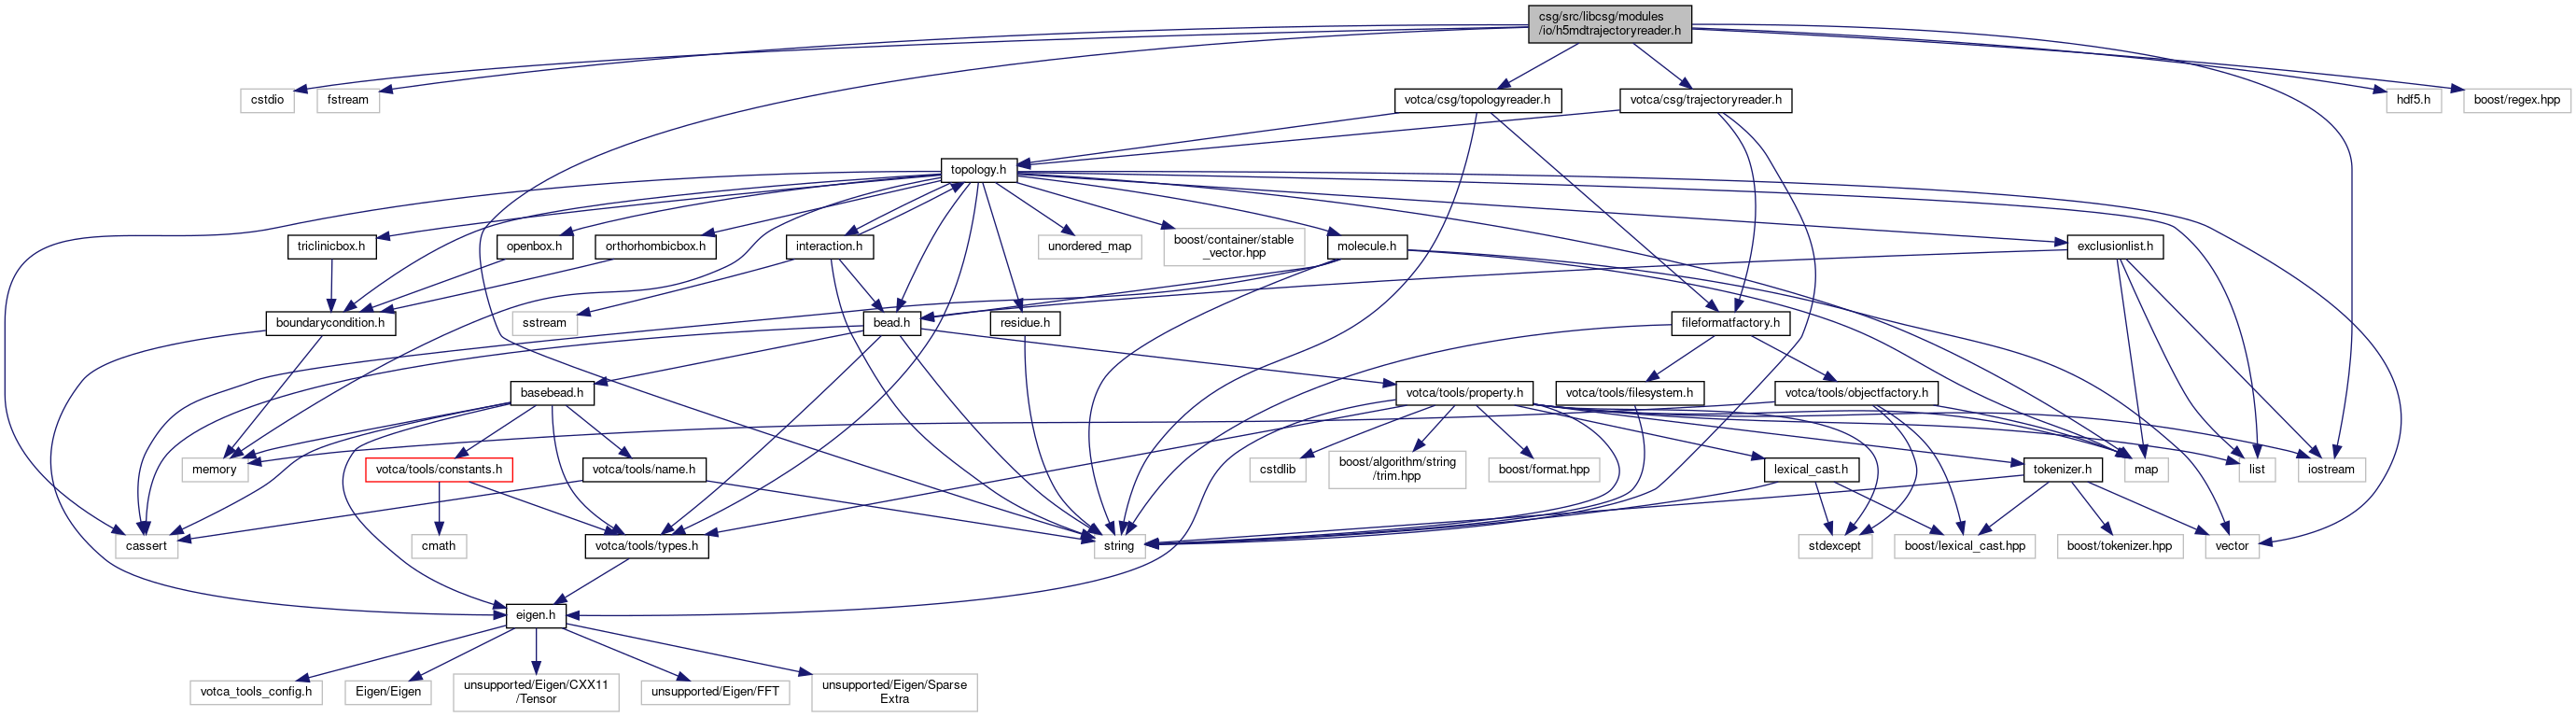 csg/src/libcsg/modules
/io/h5mdtrajectoryreader.h
cstdio
fstream
votca/csg/topologyreader.h
votca/csg/trajectoryreader.h
hdf5.h
boost/regex.hpp
topology.h
triclinicbox.h
openbox.h
orthorhombicbox.h
interaction.h
unordered_map
boost/container/stable
_vector.hpp
molecule.h
exclusionlist.h
boundarycondition.h
sstream
bead.h
residue.h
fileformatfactory.h
basebead.h
votca/tools/property.h
votca/tools/filesystem.h
votca/tools/objectfactory.h
memory
votca/tools/constants.h
votca/tools/name.h
cstdlib
boost/algorithm/string
/trim.hpp
boost/format.hpp
lexical_cast.h
tokenizer.h
map
list
iostream
cassert
cmath
votca/tools/types.h
string
stdexcept
boost/lexical_cast.hpp
boost/tokenizer.hpp
vector
eigen.h
votca_tools_config.h
Eigen/Eigen
unsupported/Eigen/CXX11
/Tensor
unsupported/Eigen/FFT
unsupported/Eigen/Sparse
Extra